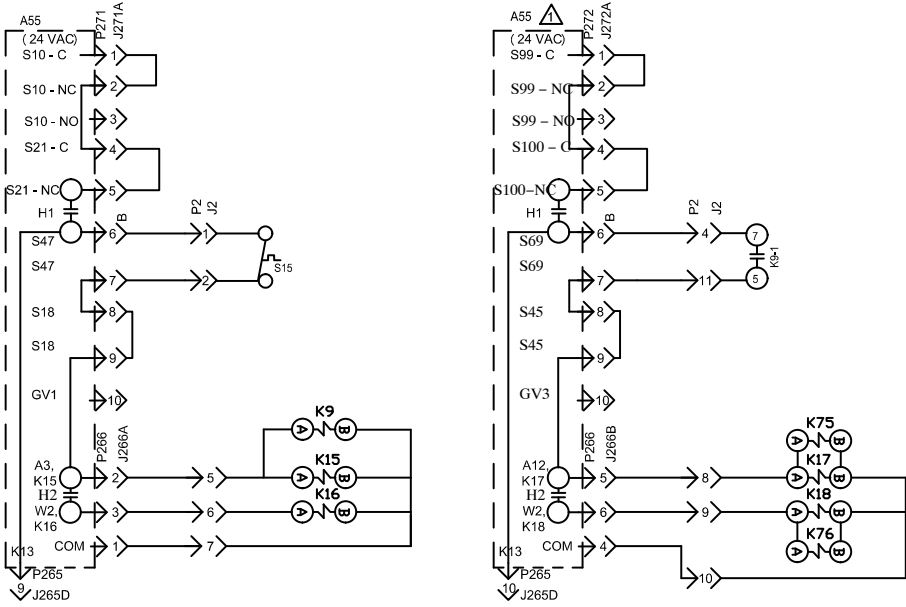 A55
(24 VAC)
P271
J271A
S10 - C
1
S10 - NC
2
S10 - NO
3
S21 - C
4
S21 - NC
5
H1
B
P2
J2
6
1
S47
S15
S47
7
2
S18
8
S18
9
GV1
10
P266
J266A
K9
A
B
A3,
K15
2
5
K15
A
B
H2
W2,
K16
3
6
K16
A
B
COM
1
7
K13
P265
9
J265D
A55
1
(24 VAC)
P272
J272A
S99 - C
1
S99 – NC
2
S99 – NO
3
S100 – C
4
S100–NC
5
H1
B
P2
J2
6
4
7
S69
K9-1
S69
7
11
5
S45
8
S45
9
GV3
10
P266
J266B
K75
A
B
A12,
K17
5
8
K17
A
B
H2
W2,
K18
6
9
K18
A
B
K76
A
B
COM
4
10
K13
P265
10
J265D